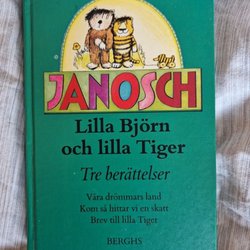 JANOSCH
Lilla Björn
och lilla Tiger
Tre berättelser
Våra drömmars land
Kom så hittar vi en skatt
Brev till lilla Tiger
BERGHS